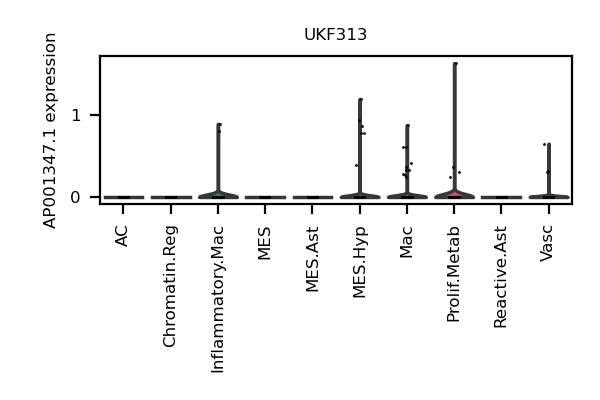 UKF313
AP001347.1 expression
1
0
AC
Chromatin.Reg
Inflammatory.Mac
MES
MES.Ast
MES.Hyp
Mac
Prolif.Metab
Reactive.Ast
Vasc